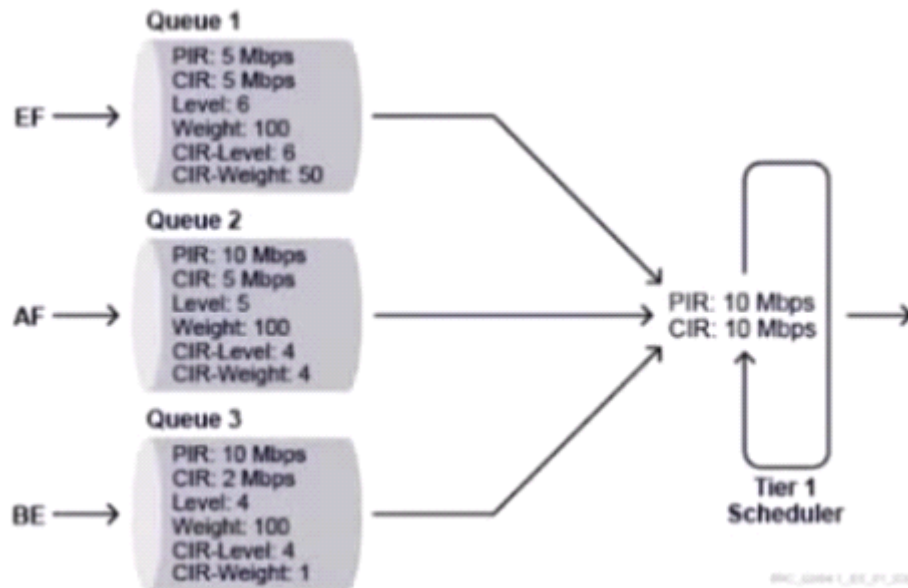 Queue 1
PIR: 5 Mbps
CIR: 5 Mbps
Level: 6
Weight: 100
CIR-Level: 6
CIR-Weight: 50
EF
Queue 2
PIR: 10 Mbps
CIR: 5 Mbps
Level: 5
Weight: 100
CIR-Level: 4
CIR-Weight: 4
AF
PIR: 10 Mbps
CIR: 10 Mbps
Queue 3
PIR: 10 Mbps
CIR: 2 Mbps
Level: 4
Weight: 100
CIR-Level: 4
CIR-Weight: 1
BE
Tier 1
Scheduler